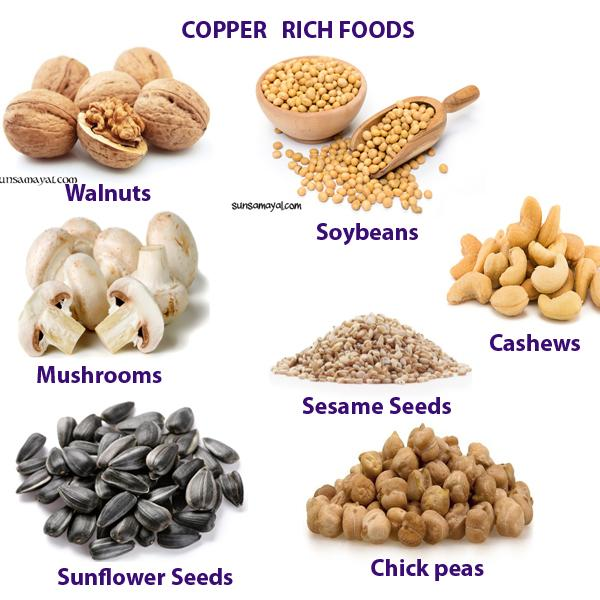 COPPER RICH FOODS
sunsamayal.com
Walnuts
sunsamayal.com
Soybeans
Cashews
Mushrooms
Sesame Seeds
Sunflower Seeds
Chick peas